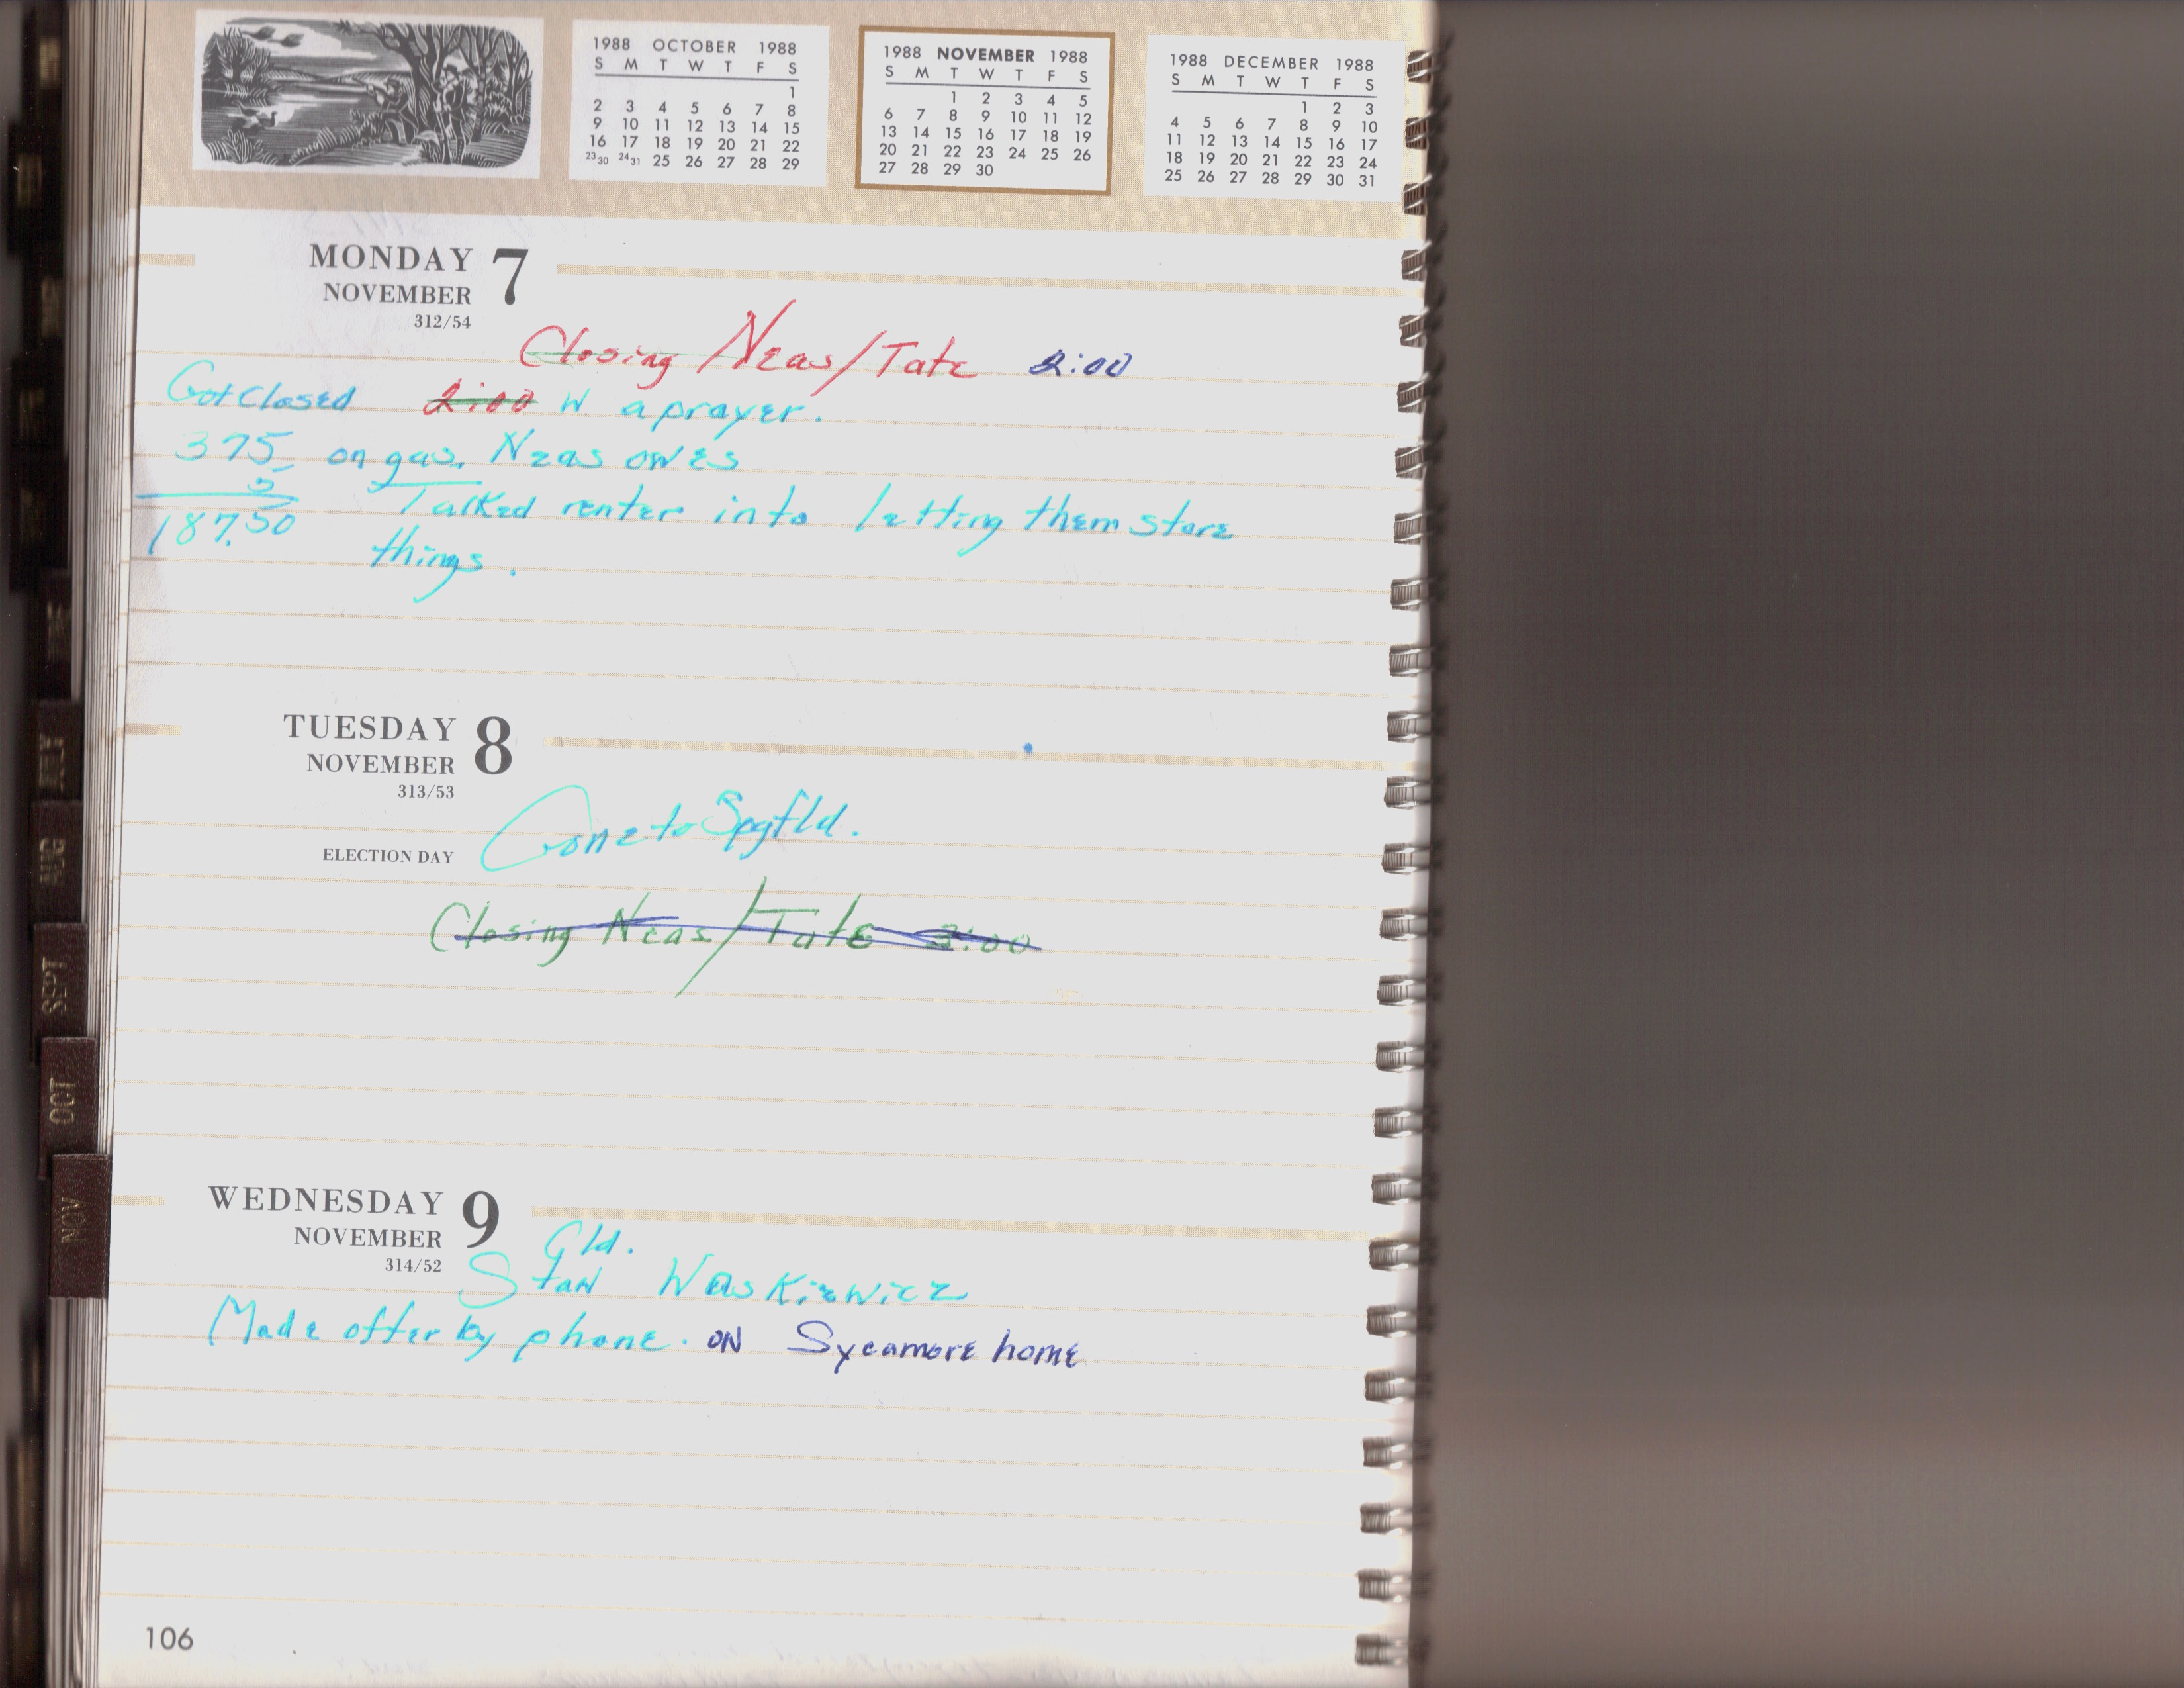 1988 OCTOBER 1988
S M T W T F S
1
2 3 4 5 6 7 8
9 10 11 12 13 14 15
16 17 18 19 20 21 22
23 30 24 31 25 26 27 28 29
1988 NOVEMBER 1988
S M T W T F S
1 2 3 4 5
6 7 8 9 10 11 12
13 14 15 16 17 18 19
20 21 22 23 24 25 26
27 28 29 30
1988 DECEMBER 1988
S M T W T F S
1 2 3
4 5 6 7 8 9 10
11 12 13 14 15 16 17
18 19 20 21 22 23 24
25 26 27 28 29 30 31
MONDAY 7
NOVEMBER
312/54
Closing Neas/Tate 2:00
Got Closed 2:00 W a prayer.
375 on gas. Neas owes
2 Talked renter into letting them store
187.50 things.
TUESDAY 8
NOVEMBER
313/53
Gone to Spgfld.
ELECTION DAY
Closing Neas/Tate 3:00
WEDNESDAY 9
NOVEMBER
314/52
Cld.
Stan Waskiewicz
Made offer by phone. ON Sycamore home
106
AUG
SEPT
OCT
NOV